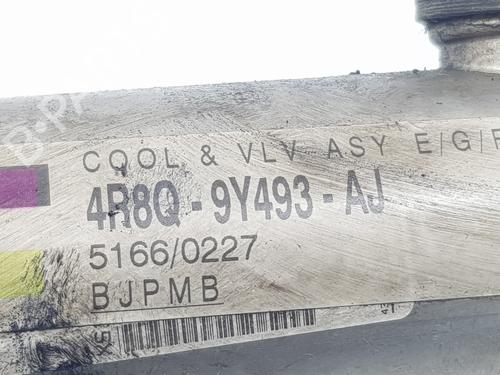 COOL & VLV ASY E/G/R
4R8Q-9Y493-AJ
5166/0227
BJPMB